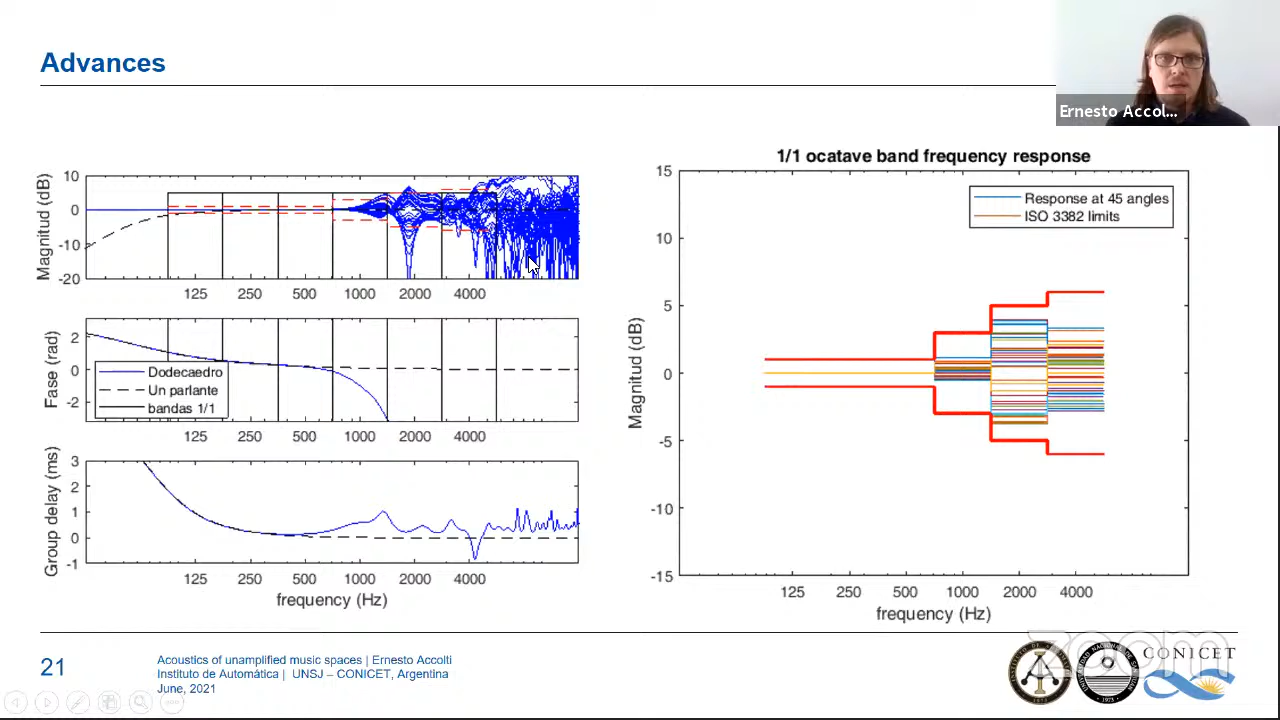 Advances
Ernesto Accol...
10
0
-10
-20
Magnitud (dB)
125 250 500 1000 2000 4000
2
0
-2
Fase (rad)
Dodecaedro
Un parlante
bandas 1/1
125 250 500 1000 2000 4000
3
2
1
0
-1
Group delay (ms)
125 250 500 1000 2000 4000
frequency (Hz)
1/1 ocatave band frequency response
15
10
5
0
-5
-10
-15
Magnitud (dB)
Response at 45 angles
ISO 3382 limits
125 250 500 1000 2000 4000
frequency (Hz)
21
Acoustics of unamplified music spaces | Ernesto Accolti
Instituto de Automática | UNSJ – CONICET, Argentina
June, 2021
zoom
CONICET